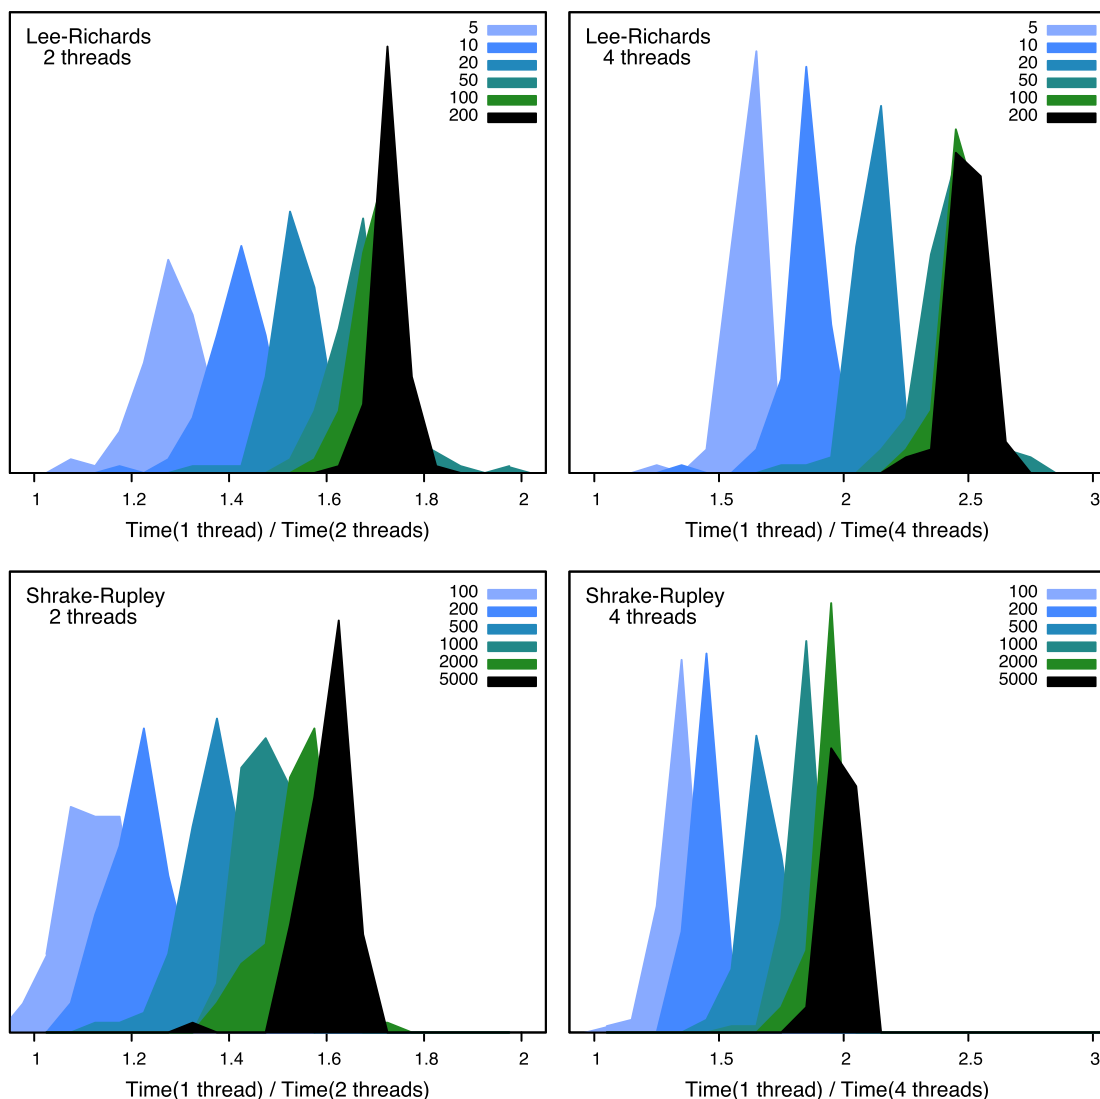 Lee-Richards
2 threads
5
10
20
50
100
200
1 1.2 1.4 1.6 1.8 2
Time(1 thread) / Time(2 threads)
Lee-Richards
4 threads
5
10
20
50
100
200
1 1.5 2 2.5 3
Time(1 thread) / Time(4 threads)
Shrake-Rupley
2 threads
100
200
500
1000
2000
5000
1 1.2 1.4 1.6 1.8 2
Time(1 thread) / Time(2 threads)
Shrake-Rupley
4 threads
100
200
500
1000
2000
5000
1 1.5 2 2.5 3
Time(1 thread) / Time(4 threads)